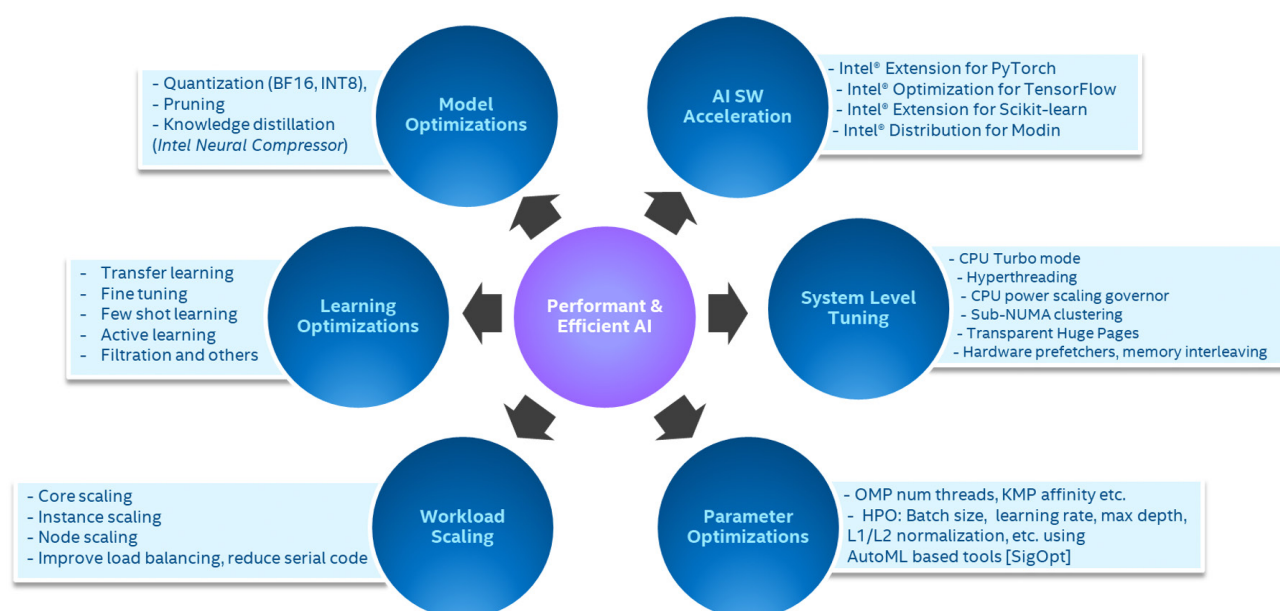 - Quantization (BF16, INT8),
- Pruning
- Knowledge distillation
(Intel Neural Compressor)
Model
Optimizations
AI SW
Acceleration
- Intel® Extension for PyTorch
- Intel® Optimization for TensorFlow
- Intel® Extension for Scikit-learn
- Intel® Distribution for Modin
- Transfer learning
- Fine tuning
- Few shot learning
- Active learning
- Filtration and others
Learning
Optimizations
Performant &
Efficient AI
System Level
Tuning
- CPU Turbo mode
- Hyperthreading
- CPU power scaling governor
- Sub-NUMA clustering
- Transparent Huge Pages
- Hardware prefetchers, memory interleaving
- Core scaling
- Instance scaling
- Node scaling
- Improve load balancing, reduce serial code
Workload
Scaling
Parameter
Optimizations
- OMP num threads, KMP affinity etc.
- HPO: Batch size, learning rate, max depth,
L1/L2 normalization, etc. using
AutoML based tools [SigOpt]